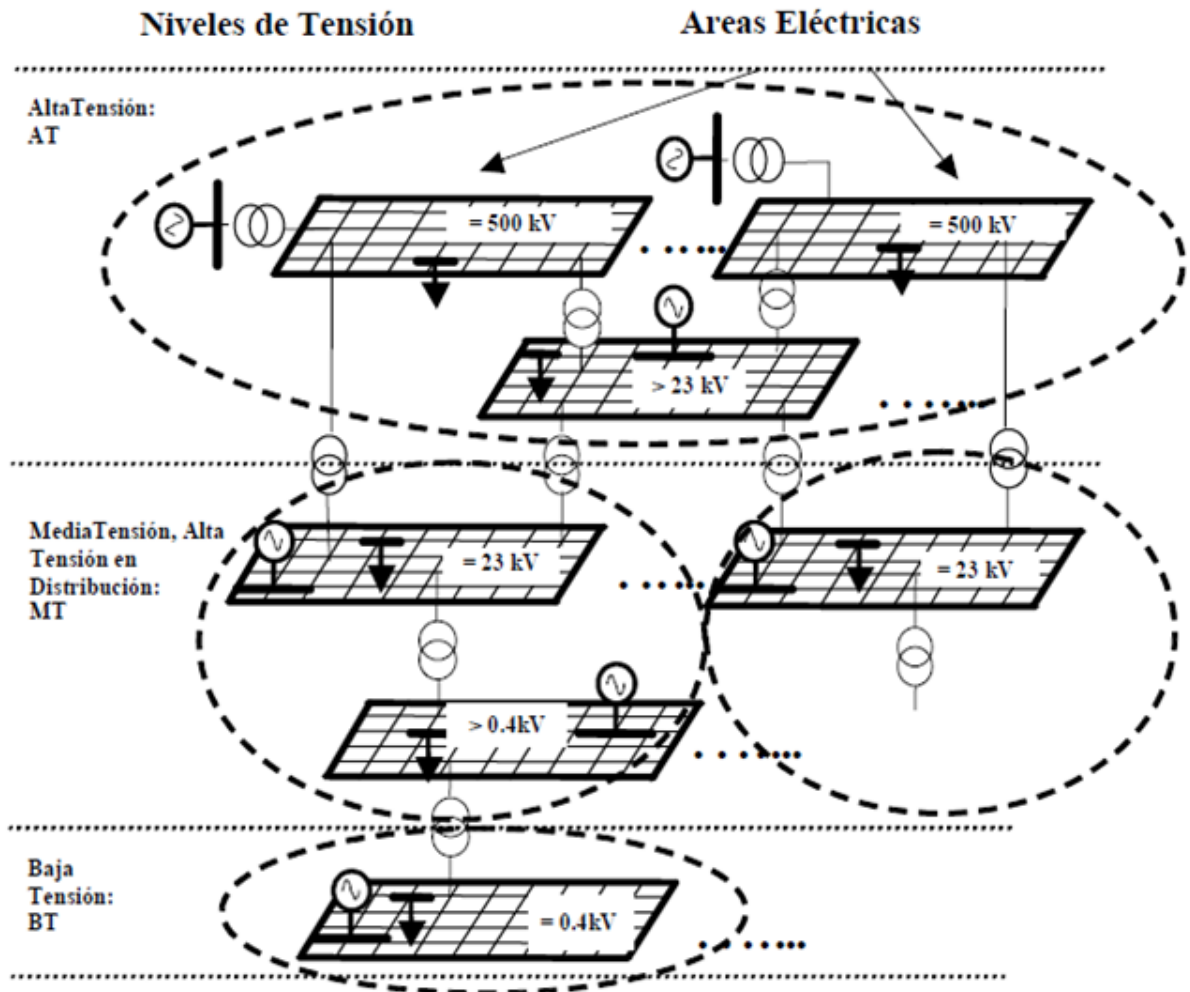 Niveles de Tensión
Areas Eléctricas
AltaTensión:
AT
= 500 kV
= 500 kV
> 23 kV
MediaTensión, Alta
Tensión en
Distribución:
MT
= 23 kV
= 23 kV
> 0.4kV
Baja
Tensión:
BT
= 0.4kV